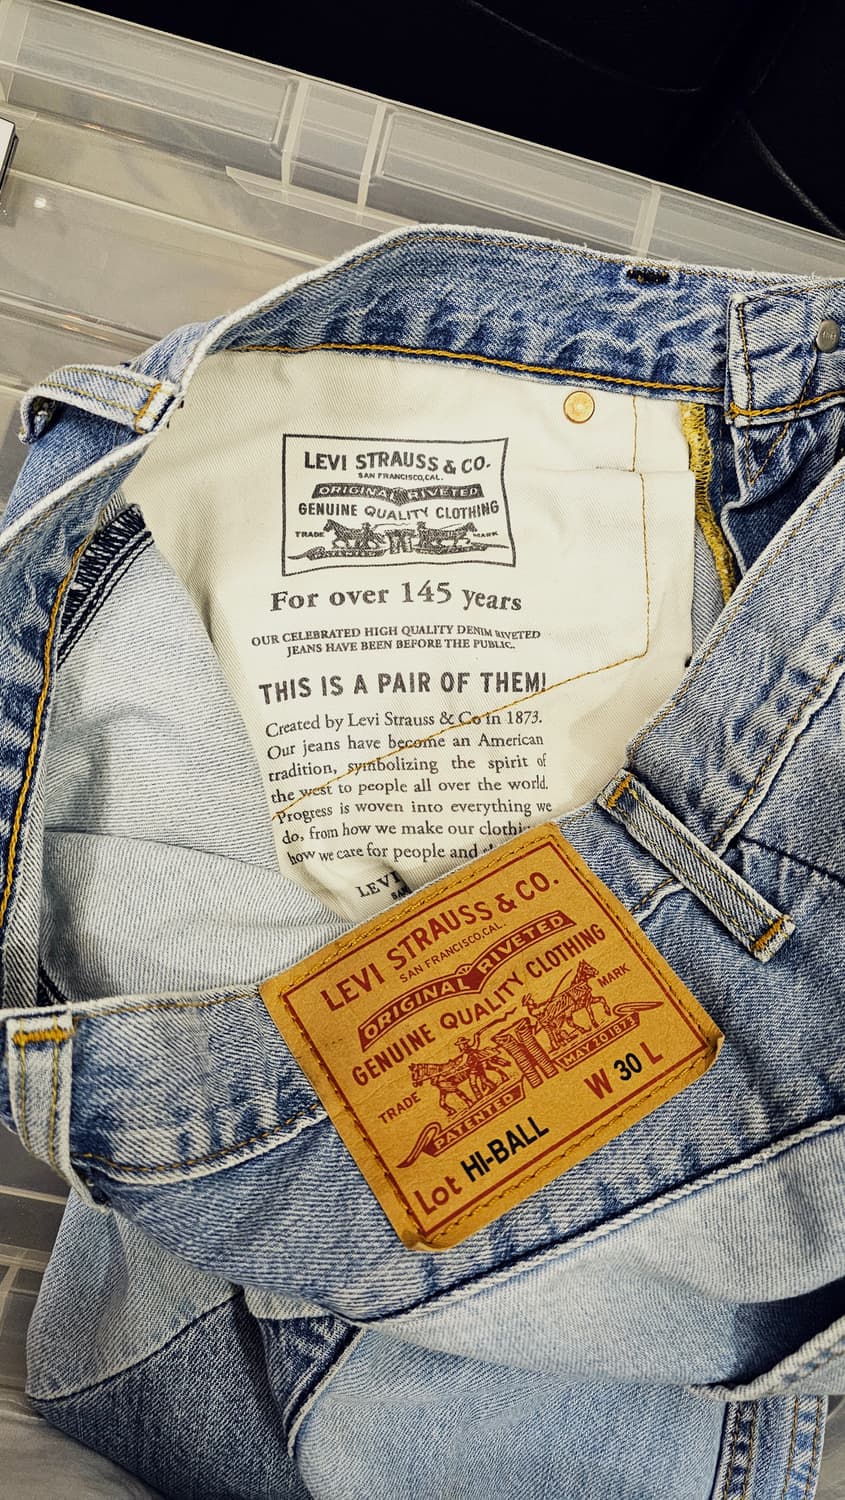 LEVI STRAUSS & CO.
SAN FRANCISCO, CAL.
ORIGINAL RIVETED
GENUINE QUALITY CLOTHING
TRADE MARK
For over 145 years
OUR CELEBRATED HIGH QUALITY DENIM RIVETED
JEANS HAVE BEEN BEFORE THE PUBLIC.
THIS IS A PAIR OF THEM!
Created by Levi Strauss & Co in 1873.
Our jeans have become an American
tradition, symbolizing the spirit of
the west to people all over the world.
Progress is woven into everything we
do, from how we make our clothi
how we care for people and
LEVI
LEVI STRAUSS & CO.
SAN FRANCISCO, CAL.
ORIGINAL RIVETED
GENUINE QUALITY CLOTHING
TRADE MARK
PATENTED MAY 20 1873
Lot HI-BALL W 30 L